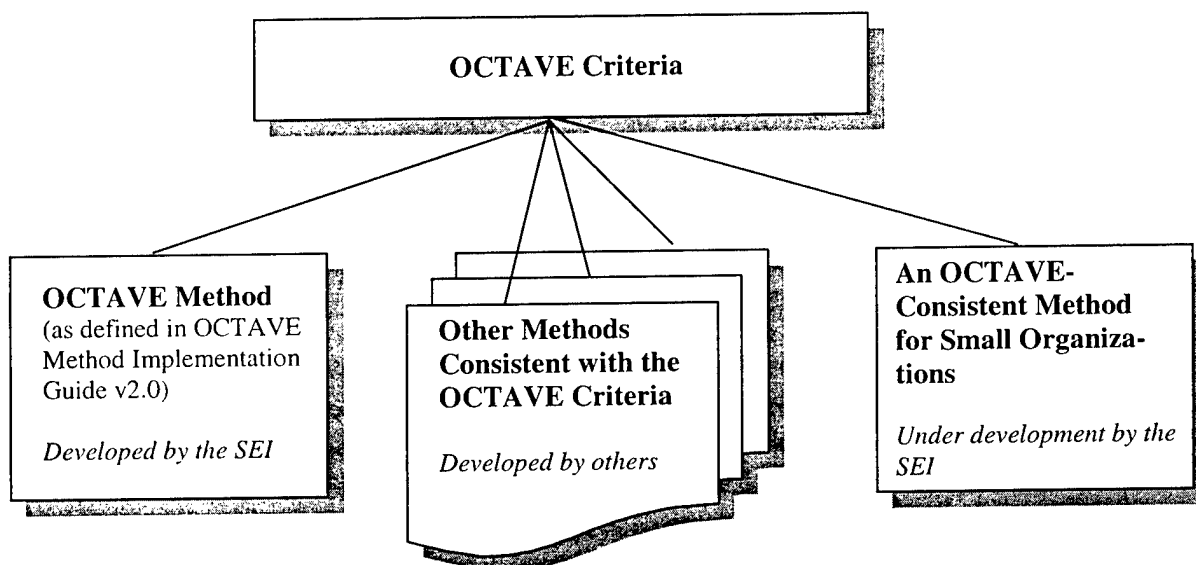 OCTAVE Criteria
OCTAVE Method
(as defined in OCTAVE
Method Implementation
Guide v2.0)
Developed by the SEI
Other Methods
Consistent with the
OCTAVE Criteria
Developed by others
An OCTAVE-
Consistent Method
for Small Organiza-
tions
Under development by the
SEI